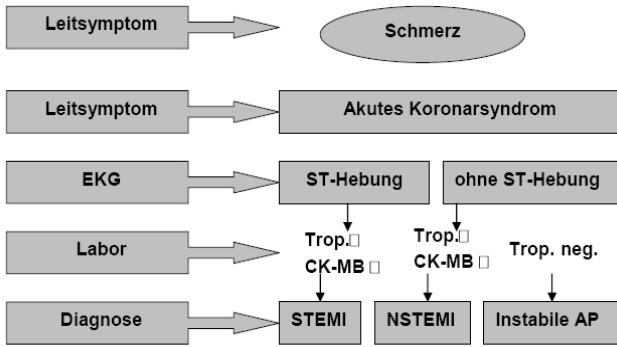 Leitsymptom
Schmerz
Leitsymptom
Akutes Koronarsyndrom
EKG
ST-Hebung
ohne ST-Hebung
Labor
Trop.□
CK-MB □
Trop.□
CK-MB □
Trop. neg.
Diagnose
STEMI
NSTEMI
Instabile AP